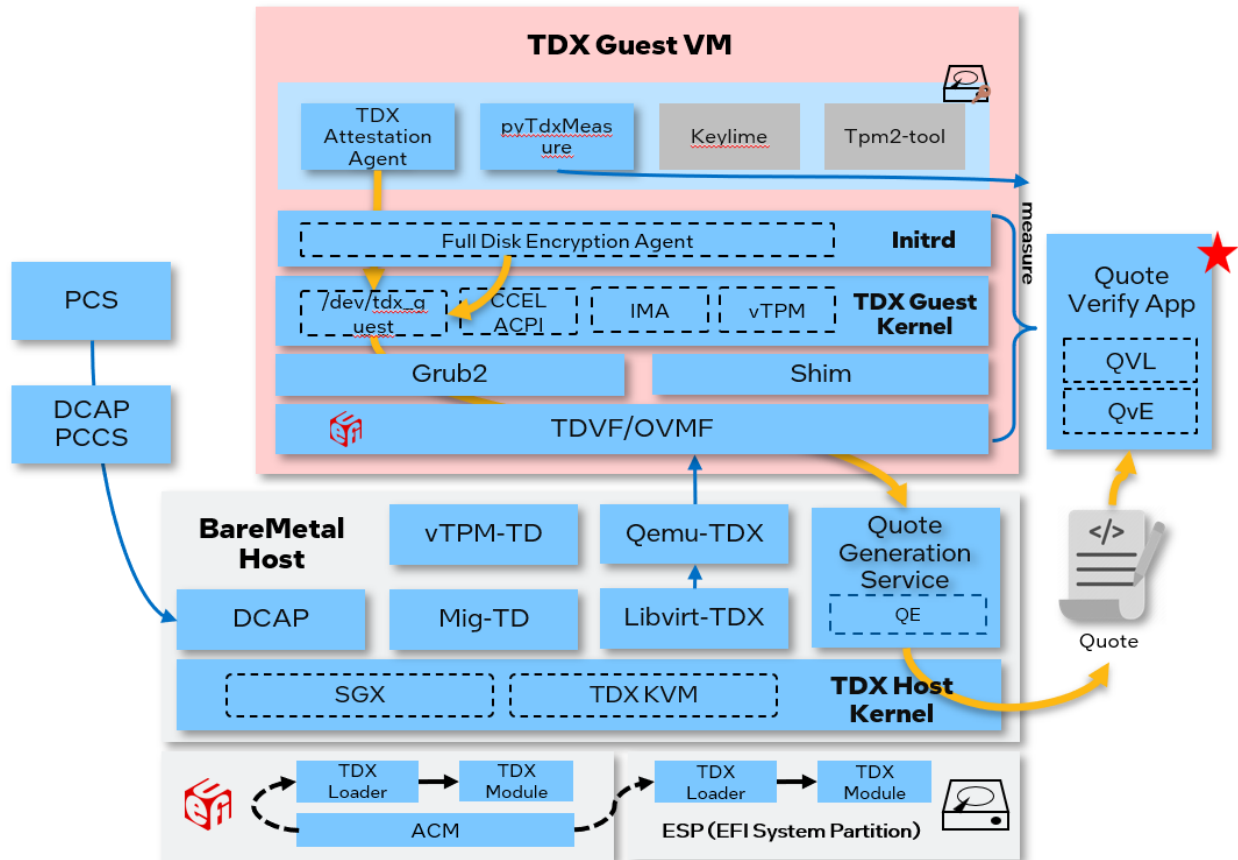 TDX Guest VM
TDX
Attestation
Agent
pyTdxMeas
ure
Keylime
Tpm2-tool
measure
Full Disk Encryption Agent
Initrd
/dev/tdx_g
uest
CCEL
ACPI
IMA
vTPM
TDX Guest
Kernel
Grub2
Shim
uefi
TDVF/OVMF
PCS
DCAP
PCCS
Quote
Verify App
QVL
QvE
</>
Quote
BareMetal
Host
vTPM-TD
Qemu-TDX
Quote
Generation
Service
QE
DCAP
Mig-TD
Libvirt-TDX
SGX
TDX KVM
TDX Host
Kernel
uefi
TDX
Loader
TDX
Module
ACM
TDX
Loader
TDX
Module
ESP (EFI System Partition)